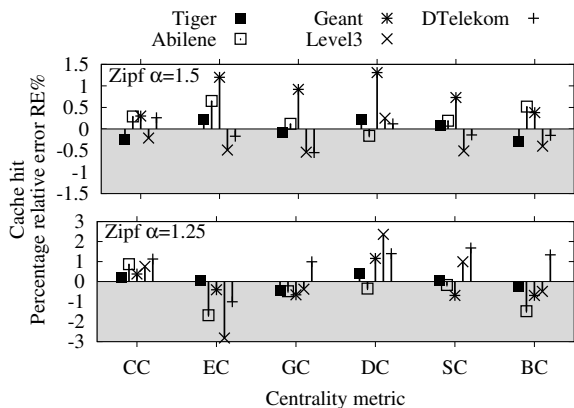 Tiger Geant DTelekom
Abilene Level3
Cache hit
Percentage relative error RE%
Zipf α=1.5
1.5
1
0.5
0
-0.5
-1
-1.5
Zipf α=1.25
3
2
1
0
-1
-2
-3
CC EC GC DC SC BC
Centrality metric